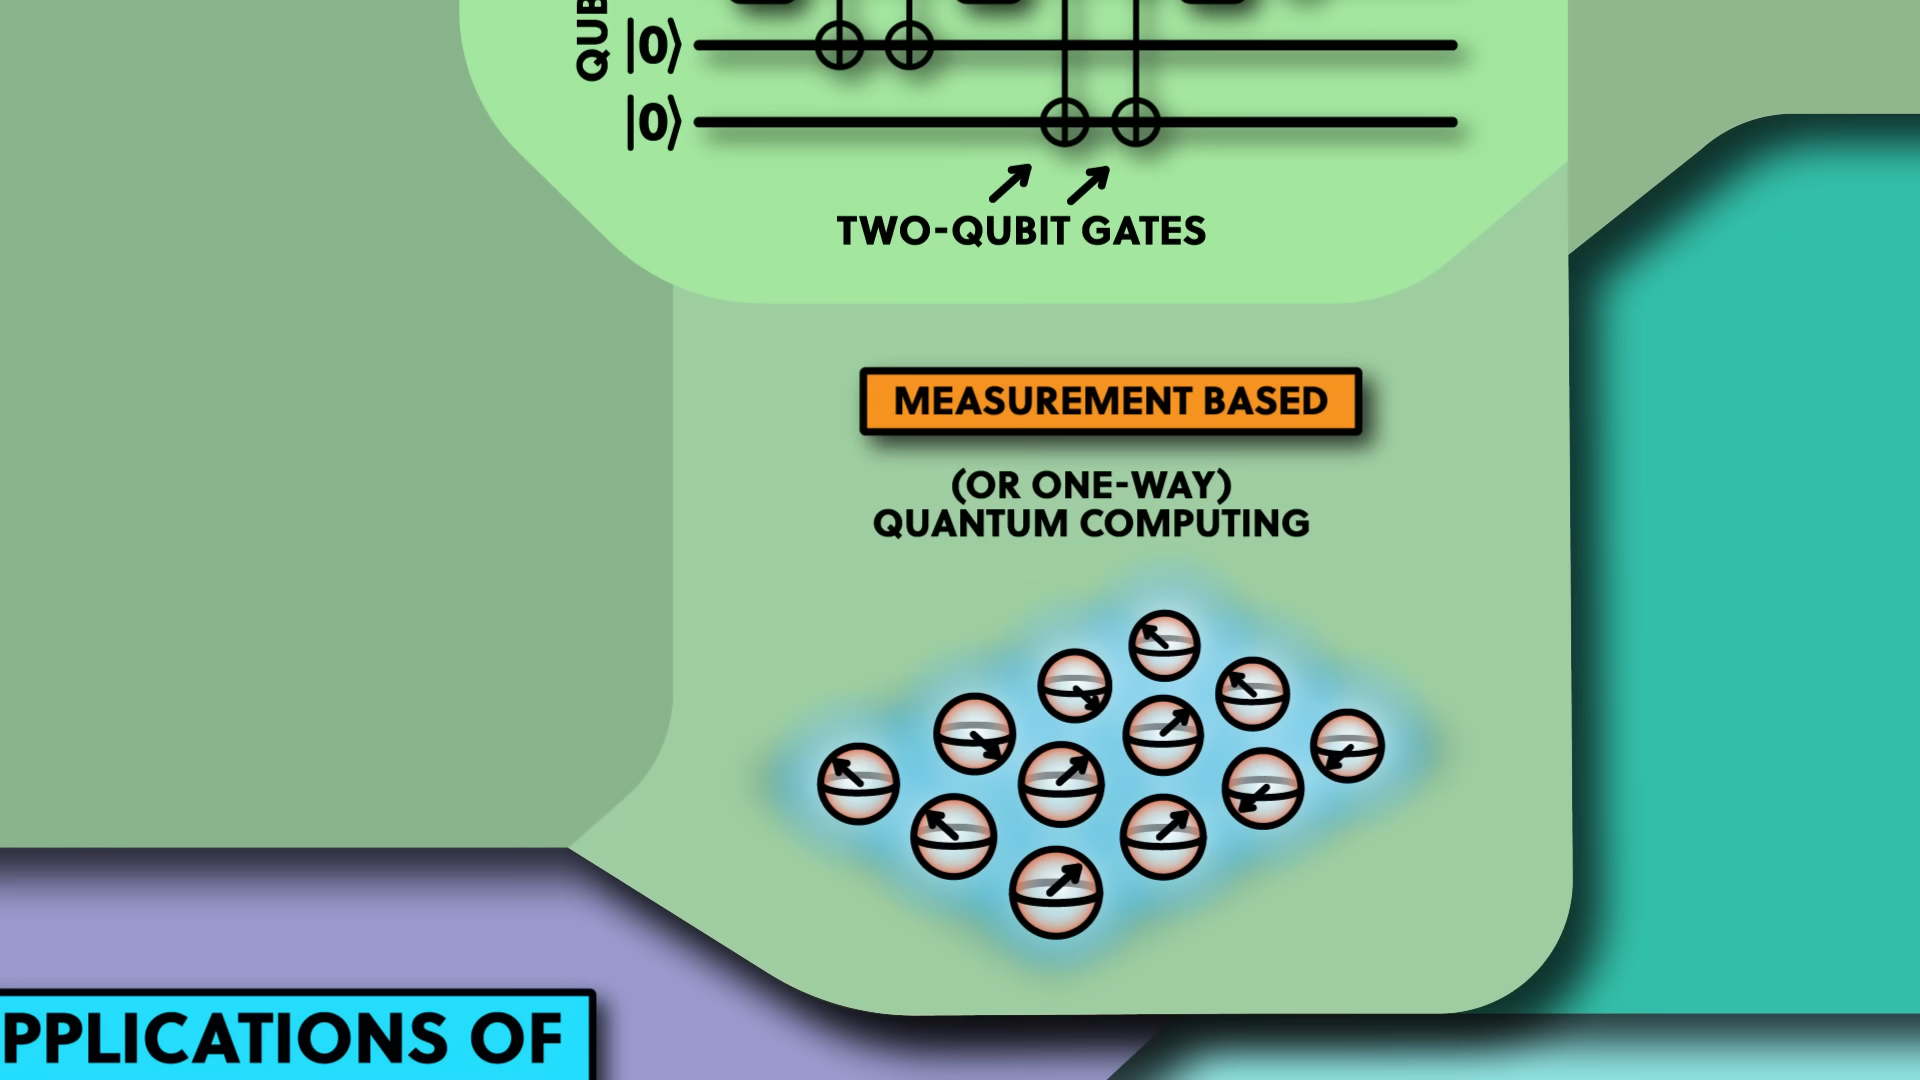 |0⟩
|0⟩
TWO-QUBIT GATES
MEASUREMENT BASED
(OR ONE-WAY)
QUANTUM COMPUTING
PPLICATIONS OF